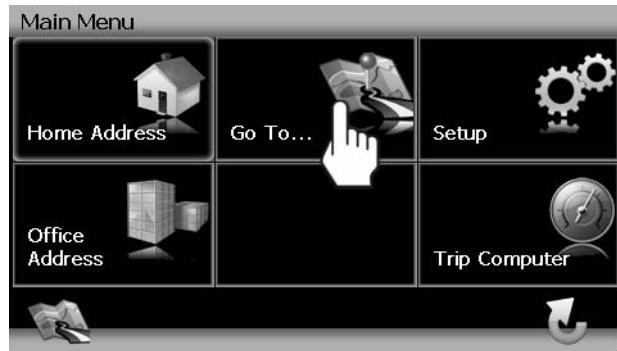 Main Menu
Home Address
Go To...
Setup
Office
Address
Trip Computer